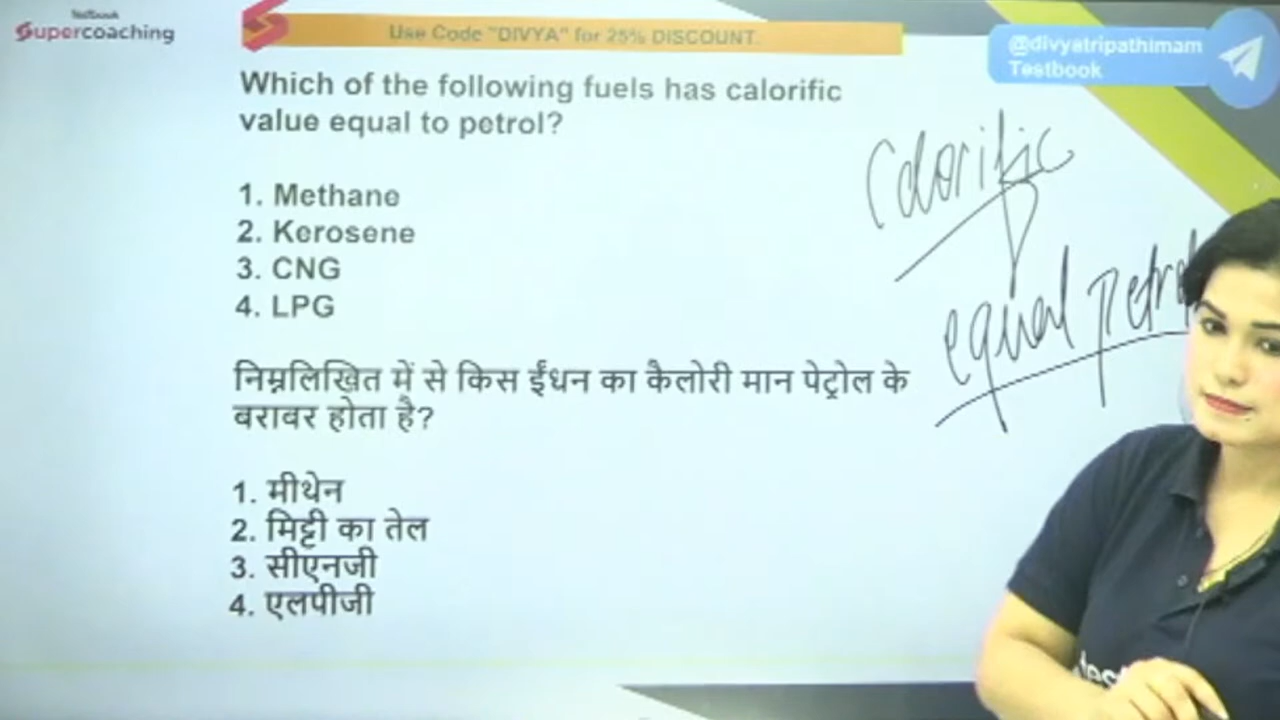 testbook
Supercoaching
Use Code "DIVYA" for 25% DISCOUNT.
@divyatripathimam
Testbook
Which of the following fuels has calorific
value equal to petrol?
1. Methane
2. Kerosene
3. CNG
4. LPG
Calorific
equal petrol
निम्नलिखित में से किस ईंधन का कैलोरी मान पेट्रोल के
बराबर होता है?
1. मीथेन
2. मिट्टी का तेल
3. सीएनजी
4. एलपीजी